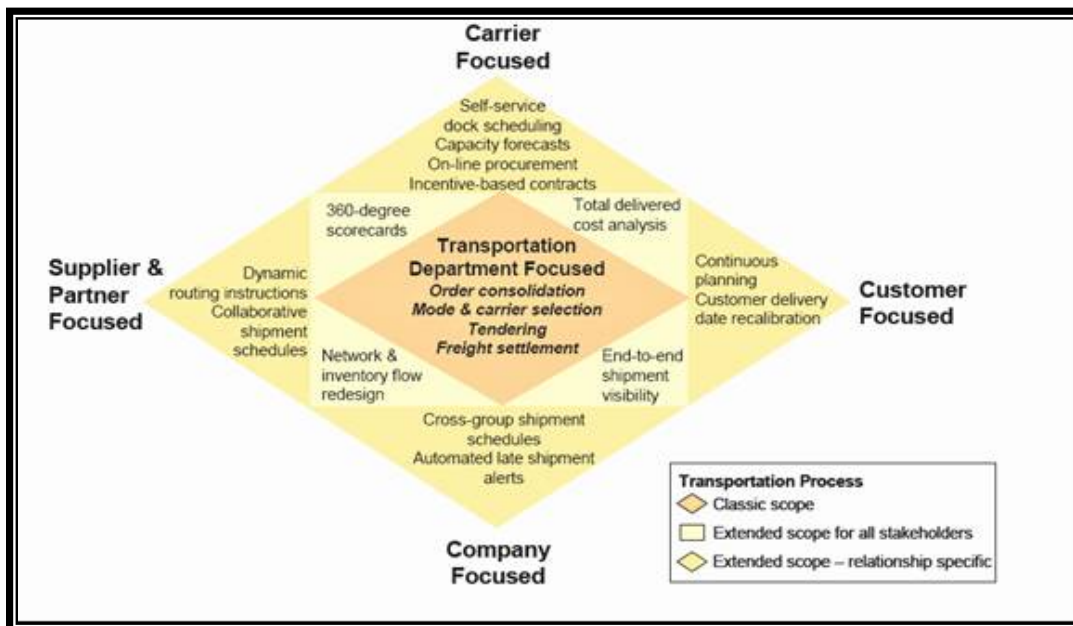 Carrier
Focused
Self-service
dock scheduling
Capacity forecasts
On-line procurement
Incentive-based contracts
360-degree
scorecards
Total delivered
cost analysis
Transportation
Department Focused
Order consolidation
Mode & carrier selection
Tendering
Freight settlement
Supplier &
Partner
Focused
Dynamic
routing instructions
Collaborative
shipment
schedules
Continuous
planning
Customer delivery
date recalibration
Customer
Focused
Network &
inventory flow
redesign
End-to-end
shipment
visibility
Cross-group shipment
schedules
Automated late shipment
alerts
Company
Focused
Transportation Process
Classic scope
Extended scope for all stakeholders
Extended scope – relationship specific